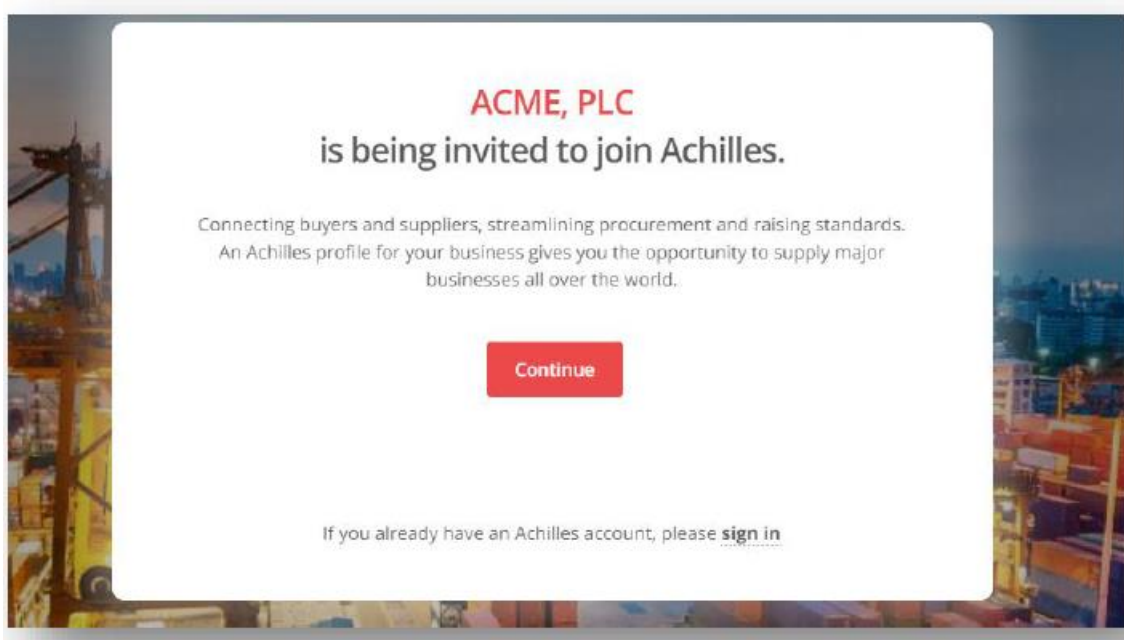 ACME, PLC
is being invited to join Achilles.
Connecting buyers and suppliers, streamlining procurement and raising standards.
An Achilles profile for your business gives you the opportunity to supply major
businesses all over the world.
Continue
If you already have an Achilles account, please sign in